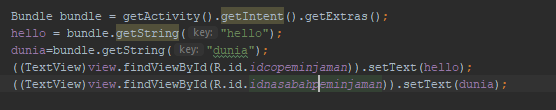 Bundle bundle = getActivity().getIntent().getExtras();
hello = bundle.getString( key: "hello");
dunia=bundle.getString( key: "dunia");
((TextView)view.findViewById(R.id.idcopeminjaman)).setText(hello);
((TextView)view.findViewById(R.id.idnasabahpeminjaman)).setText(dunia);